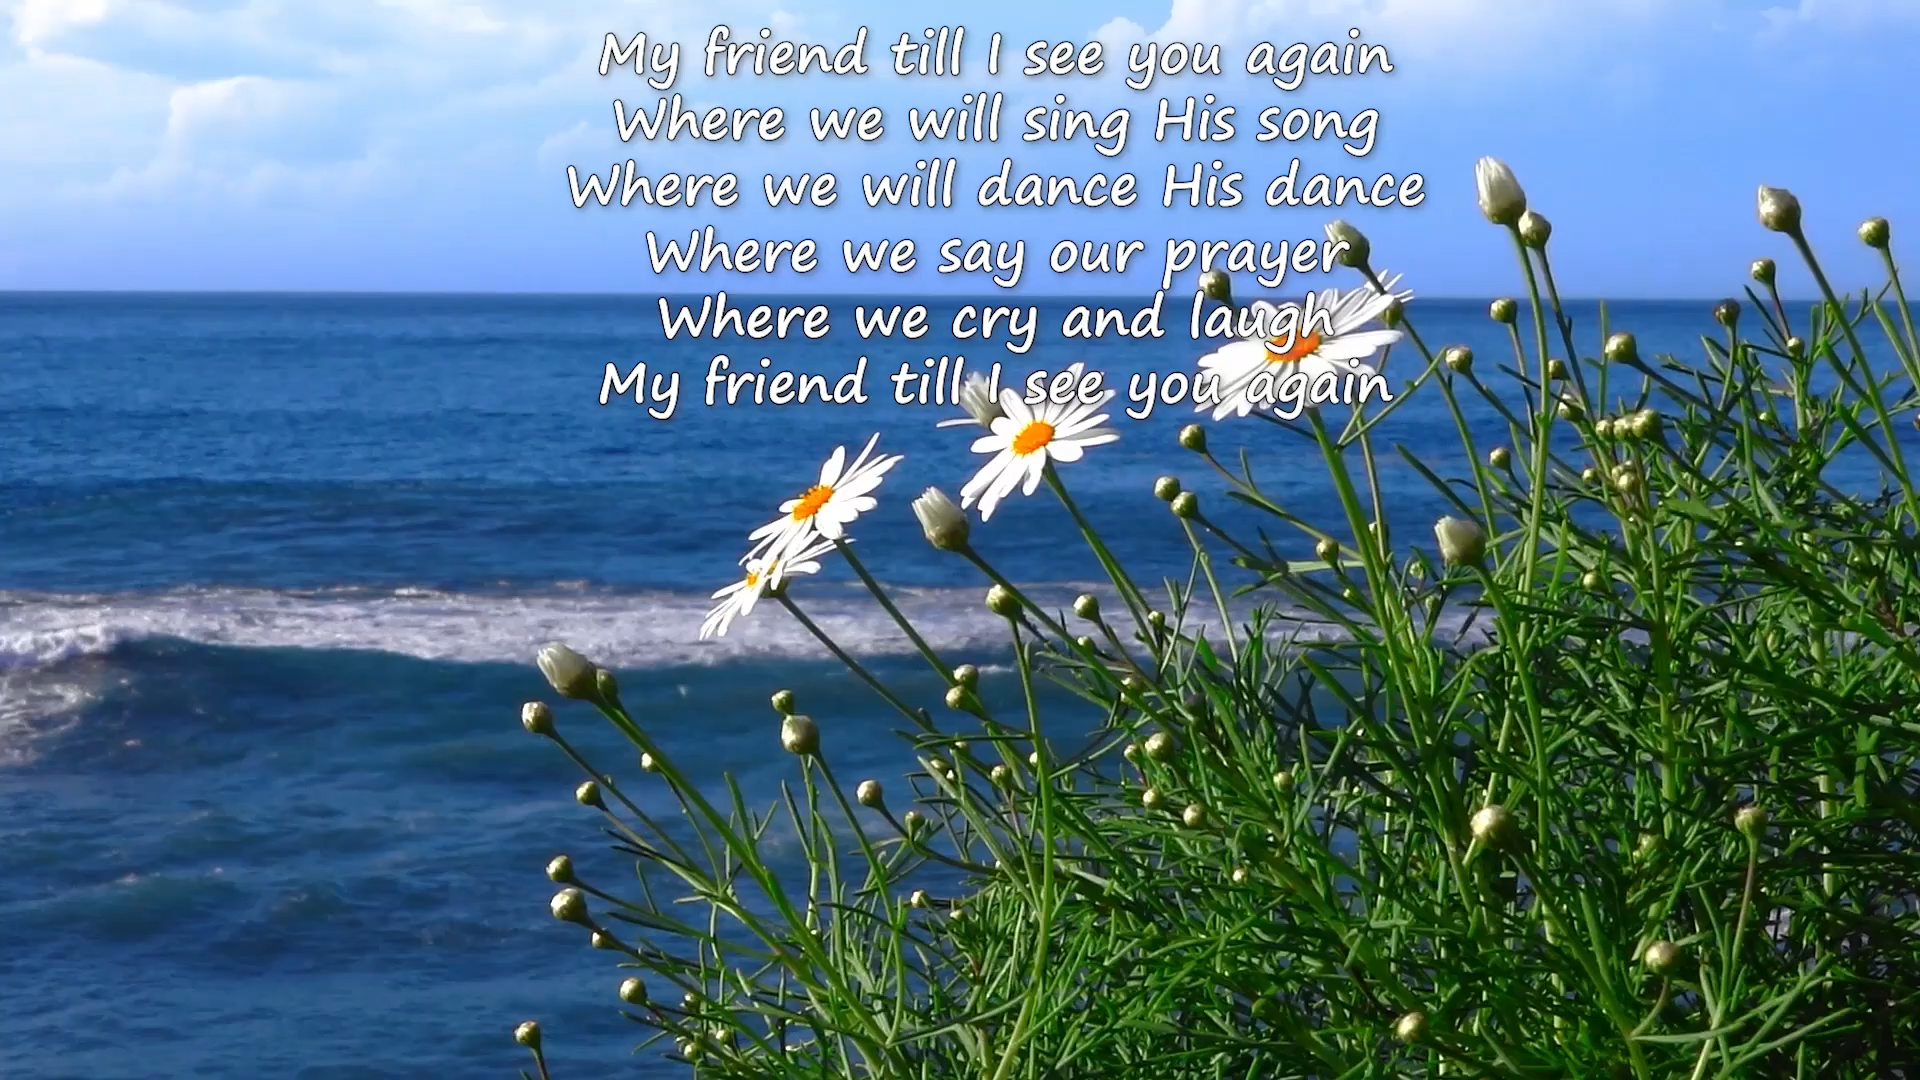 My friend till I see you again
Where we will sing His song
Where we will dance His dance
Where we say our prayer
Where we cry and laugh
My friend till I see you again